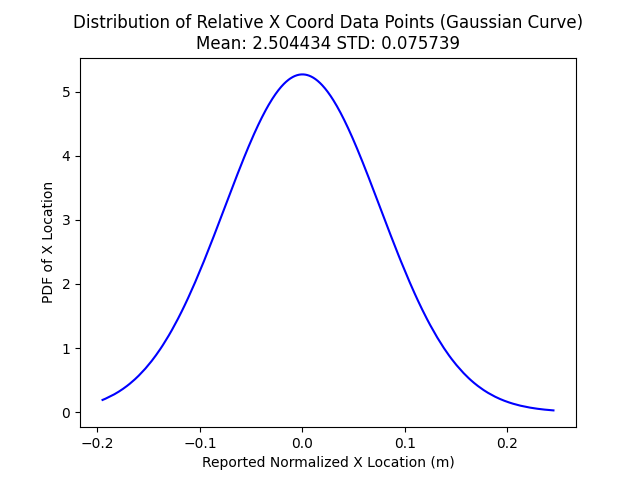 Distribution of Relative X Coord Data Points (Gaussian Curve)
Mean: 2.504434 STD: 0.075739
5
4
3
2
1
0
PDF of X Location
−0.2
−0.1
0.0
0.1
0.2
Reported Normalized X Location (m)